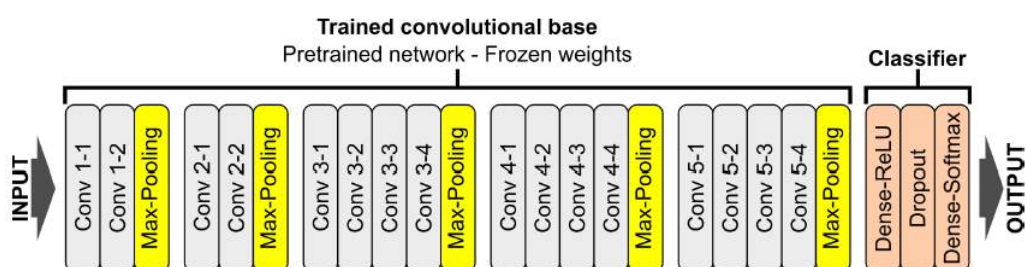 Trained convolutional base
Pretrained network - Frozen weights
Classifier
INPUT
Conv 1-1
Conv 1-2
Max-Pooling
Conv 2-1
Conv 2-2
Max-Pooling
Conv 3-1
Conv 3-2
Conv 3-3
Conv 3-4
Max-Pooling
Conv 4-1
Conv 4-2
Conv 4-3
Conv 4-4
Max-Pooling
Conv 5-1
Conv 5-2
Conv 5-3
Conv 5-4
Max-Pooling
Dense-ReLU
Dropout
Dense-Softmax
OUTPUT